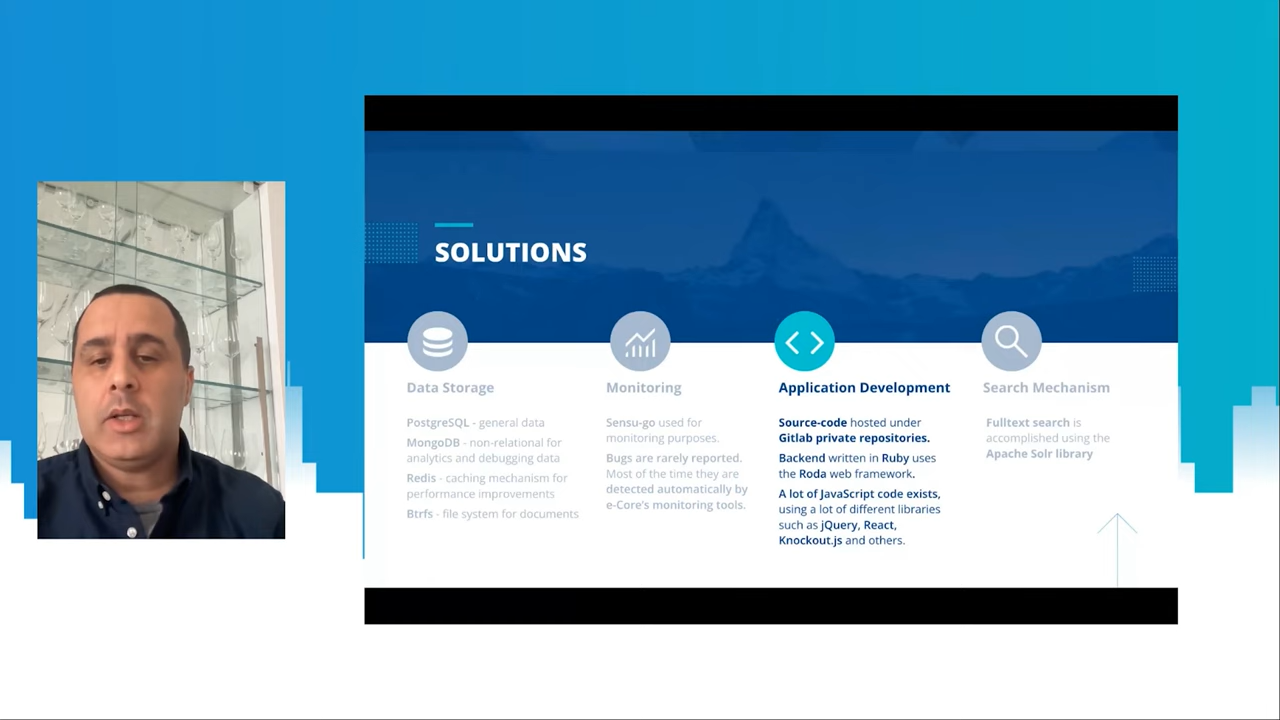 SOLUTIONS
Data Storage
PostgreSQL - general data
MongoDB - non-relational for
analytics and debugging data
Redis - caching mechanism for
performance improvements
Btrfs - file system for documents
Monitoring
Sensu-go used for
monitoring purposes.
Bugs are rarely reported.
Most of the time they are
detected automatically by
e-Core's monitoring tools.
Application Development
Source-code hosted under
Gitlab private repositories.
Backend written in Ruby uses
the Roda web framework.
A lot of JavaScript code exists,
using a lot of different libraries
such as jQuery, React,
Knockout.js and others.
Search Mechanism
Fulltext search is
accomplished using the
Apache Solr library